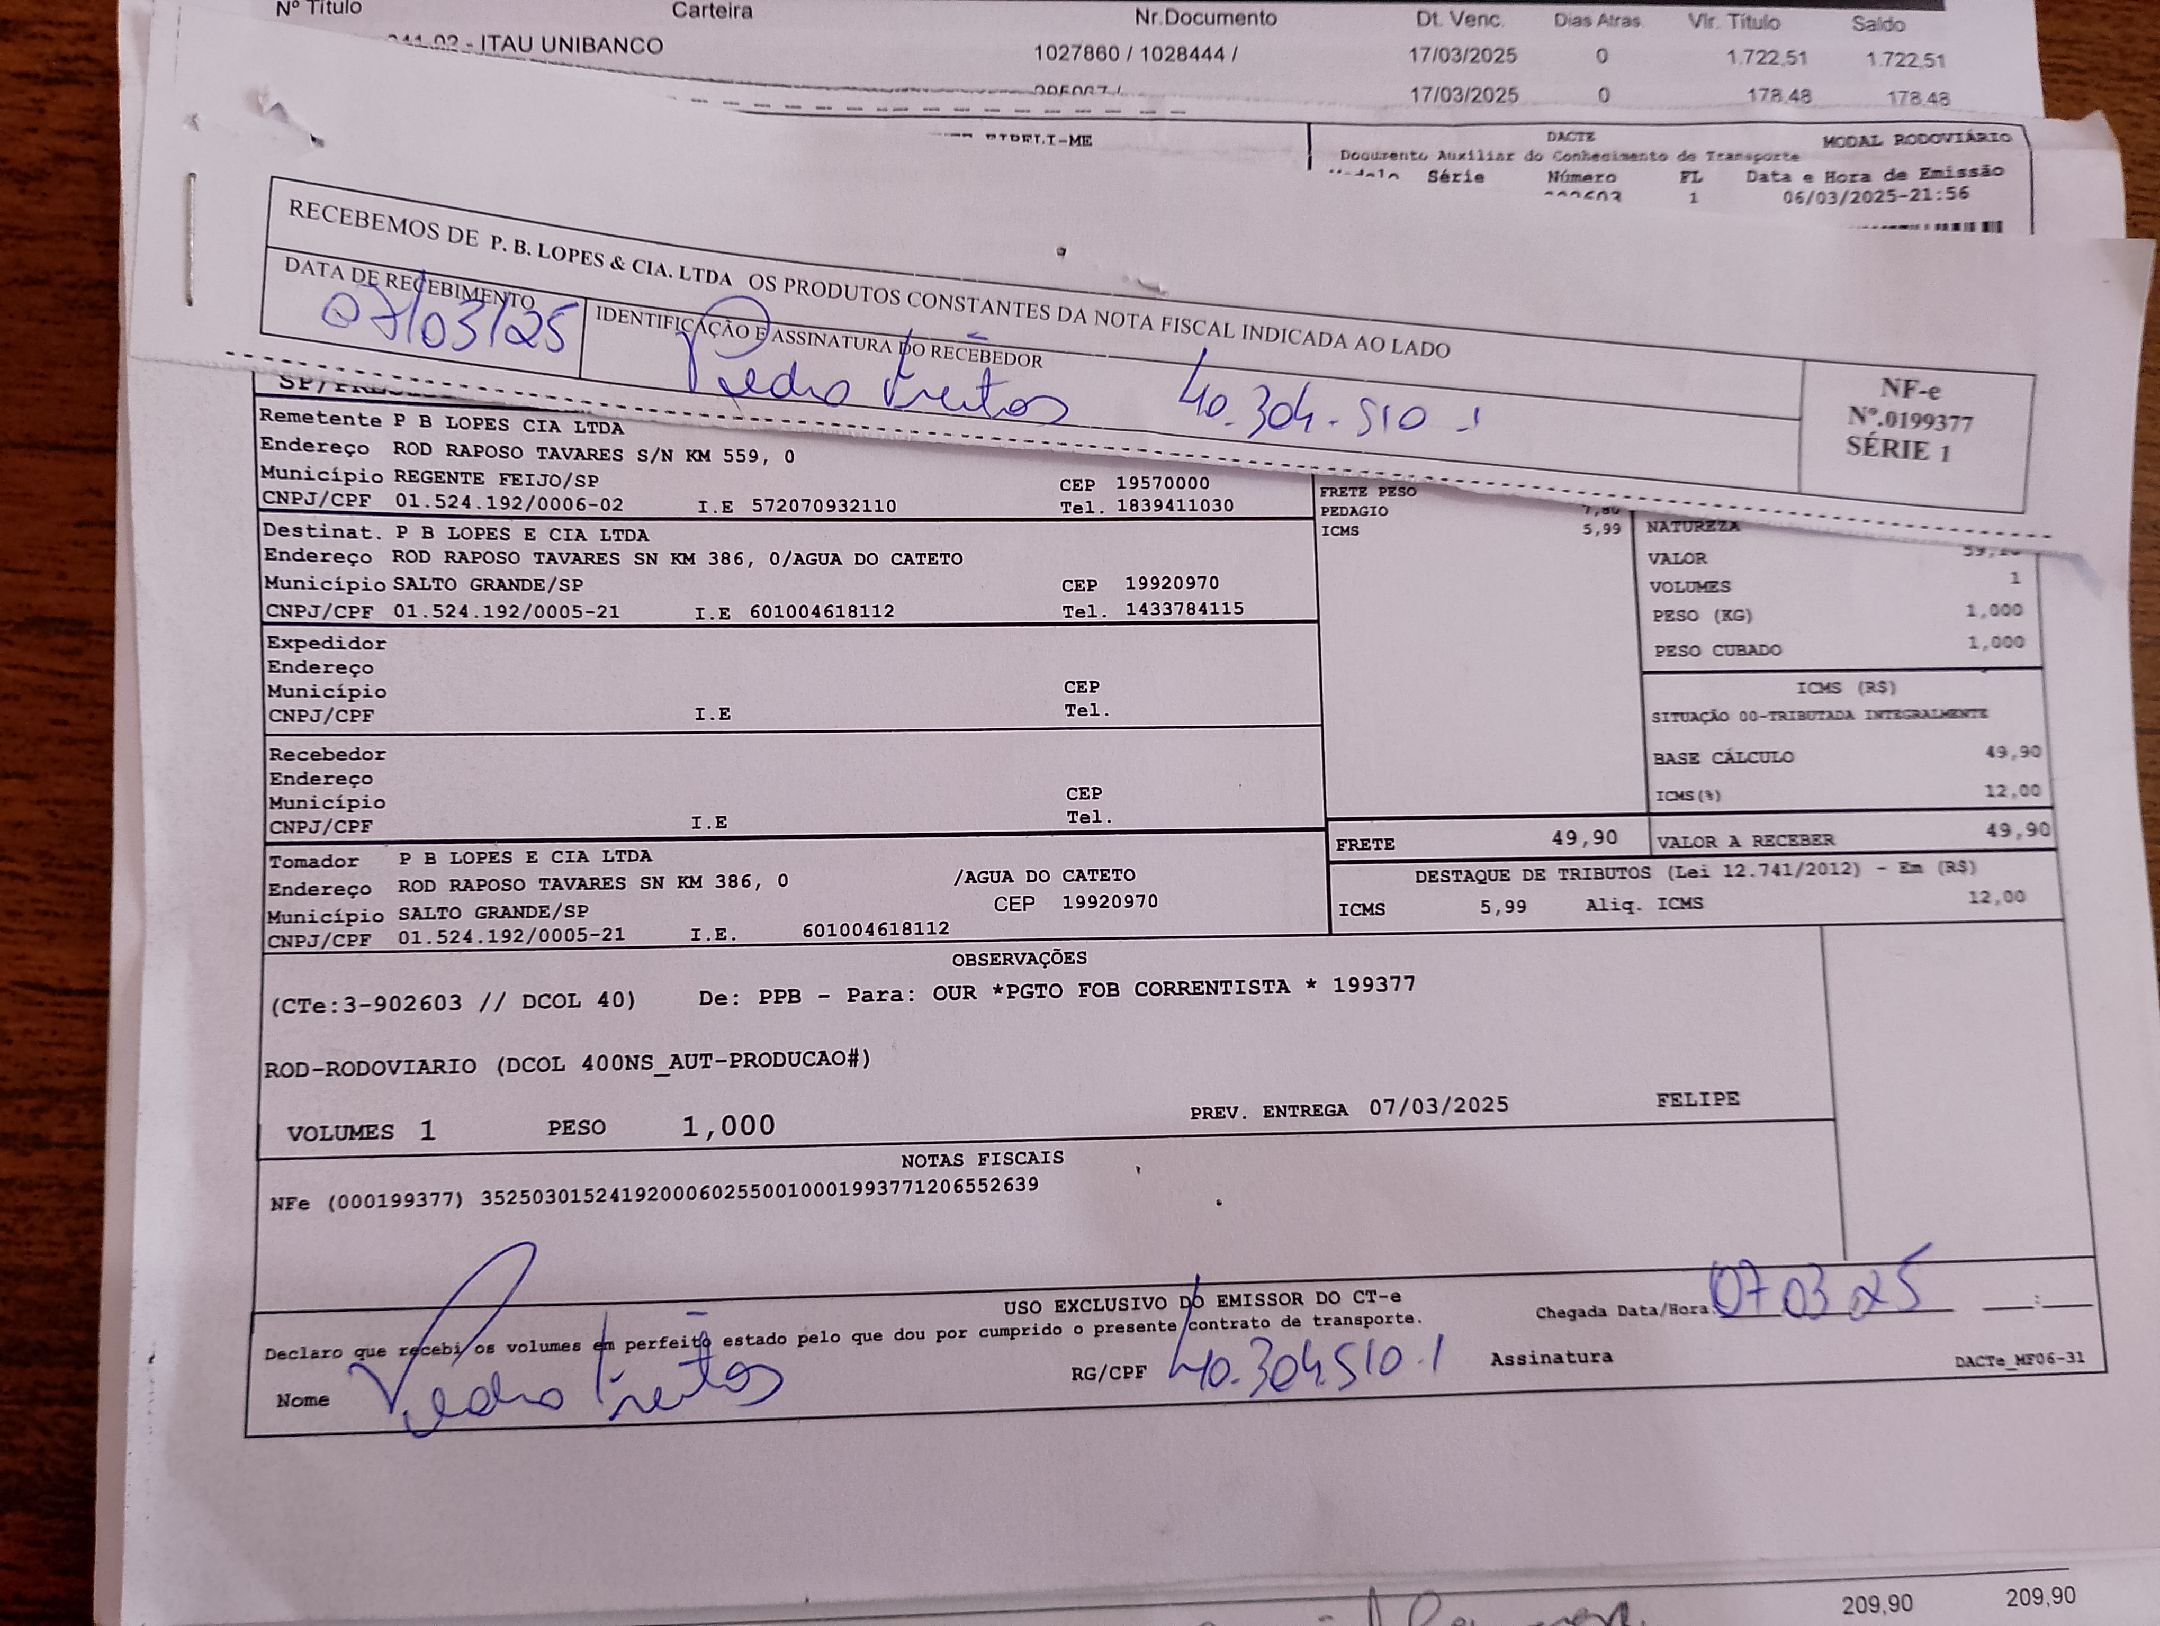 Nº Título Carteira Nr.Documento Dt. Venc. Dias Atras. Vlr. Título Saldo
- ITAU UNIBANCO 1027860 / 1028444 / 17/03/2025 0 1.722,51 1.722,51
17/03/2025 0 178,48 178,48
DACTE MODAL RODOVIÁRIO
Documento Auxiliar do Conhecimento de Transporte
Série Número FL Data e Hora de Emissão
1 06/03/2025-21:56
RECEBEMOS DE P. B. LOPES & CIA. LTDA OS PRODUTOS CONSTANTES DA NOTA FISCAL INDICADA AO LADO
DATA DE RECEBIMENTO
07/03/25
IDENTIFICAÇÃO E ASSINATURA DO RECEBEDOR
Pedro Freitas 40.304.510.1
NF-e
Nº.0199377
SÉRIE 1
Remetente P B LOPES CIA LTDA
Endereço ROD RAPOSO TAVARES S/N KM 559, 0
Município REGENTE FEIJO/SP CEP 19570000
CNPJ/CPF 01.524.192/0006-02 I.E 572070932110 Tel. 1839411030
Destinat. P B LOPES E CIA LTDA
Endereço ROD RAPOSO TAVARES SN KM 386, 0/AGUA DO CATETO
Município SALTO GRANDE/SP CEP 19920970
CNPJ/CPF 01.524.192/0005-21 I.E 601004618112 Tel. 1433784115
Expedidor
Endereço
Município CEP
CNPJ/CPF I.E Tel.
Recebedor
Endereço
Município CEP
CNPJ/CPF I.E Tel.
Tomador P B LOPES E CIA LTDA
Endereço ROD RAPOSO TAVARES SN KM 386, 0 /AGUA DO CATETO
Município SALTO GRANDE/SP CEP 19920970
CNPJ/CPF 01.524.192/0005-21 I.E. 601004618112
FRETE PESO
PEDAGIO 7,80
ICMS 5,99
NATUREZA
VALOR
VOLUMES 1
PESO (KG) 1,000
PESO CUBADO 1,000
ICMS (R$)
SITUAÇÃO 00-TRIBUTADA INTEGRALMENTE
BASE CÁLCULO 49,90
ICMS(%) 12,00
FRETE 49,90 VALOR A RECEBER 49,90
DESTAQUE DE TRIBUTOS (Lei 12.741/2012) - Em (R$)
ICMS 5,99 Aliq. ICMS 12,00
OBSERVAÇÕES
(CTe:3-902603 // DCOL 40) De: PPB - Para: OUR *PGTO FOB CORRENTISTA * 199377
ROD-RODOVIARIO (DCOL 400NS_AUT-PRODUCAO#)
VOLUMES 1 PESO 1,000 PREV. ENTREGA 07/03/2025 FELIPE
NOTAS FISCAIS
NFe (000199377) 35250301524192000602550010001993771206552639
USO EXCLUSIVO DO EMISSOR DO CT-e
Declaro que recebi os volumes em perfeito estado pelo que dou por cumprido o presente contrato de transporte.
Chegada Data/Hora: 07 03 25 __:__
Nome Pedro Freitas RG/CPF 40.304.510.1 Assinatura
DACTe_MF06-31
209,90 209,90